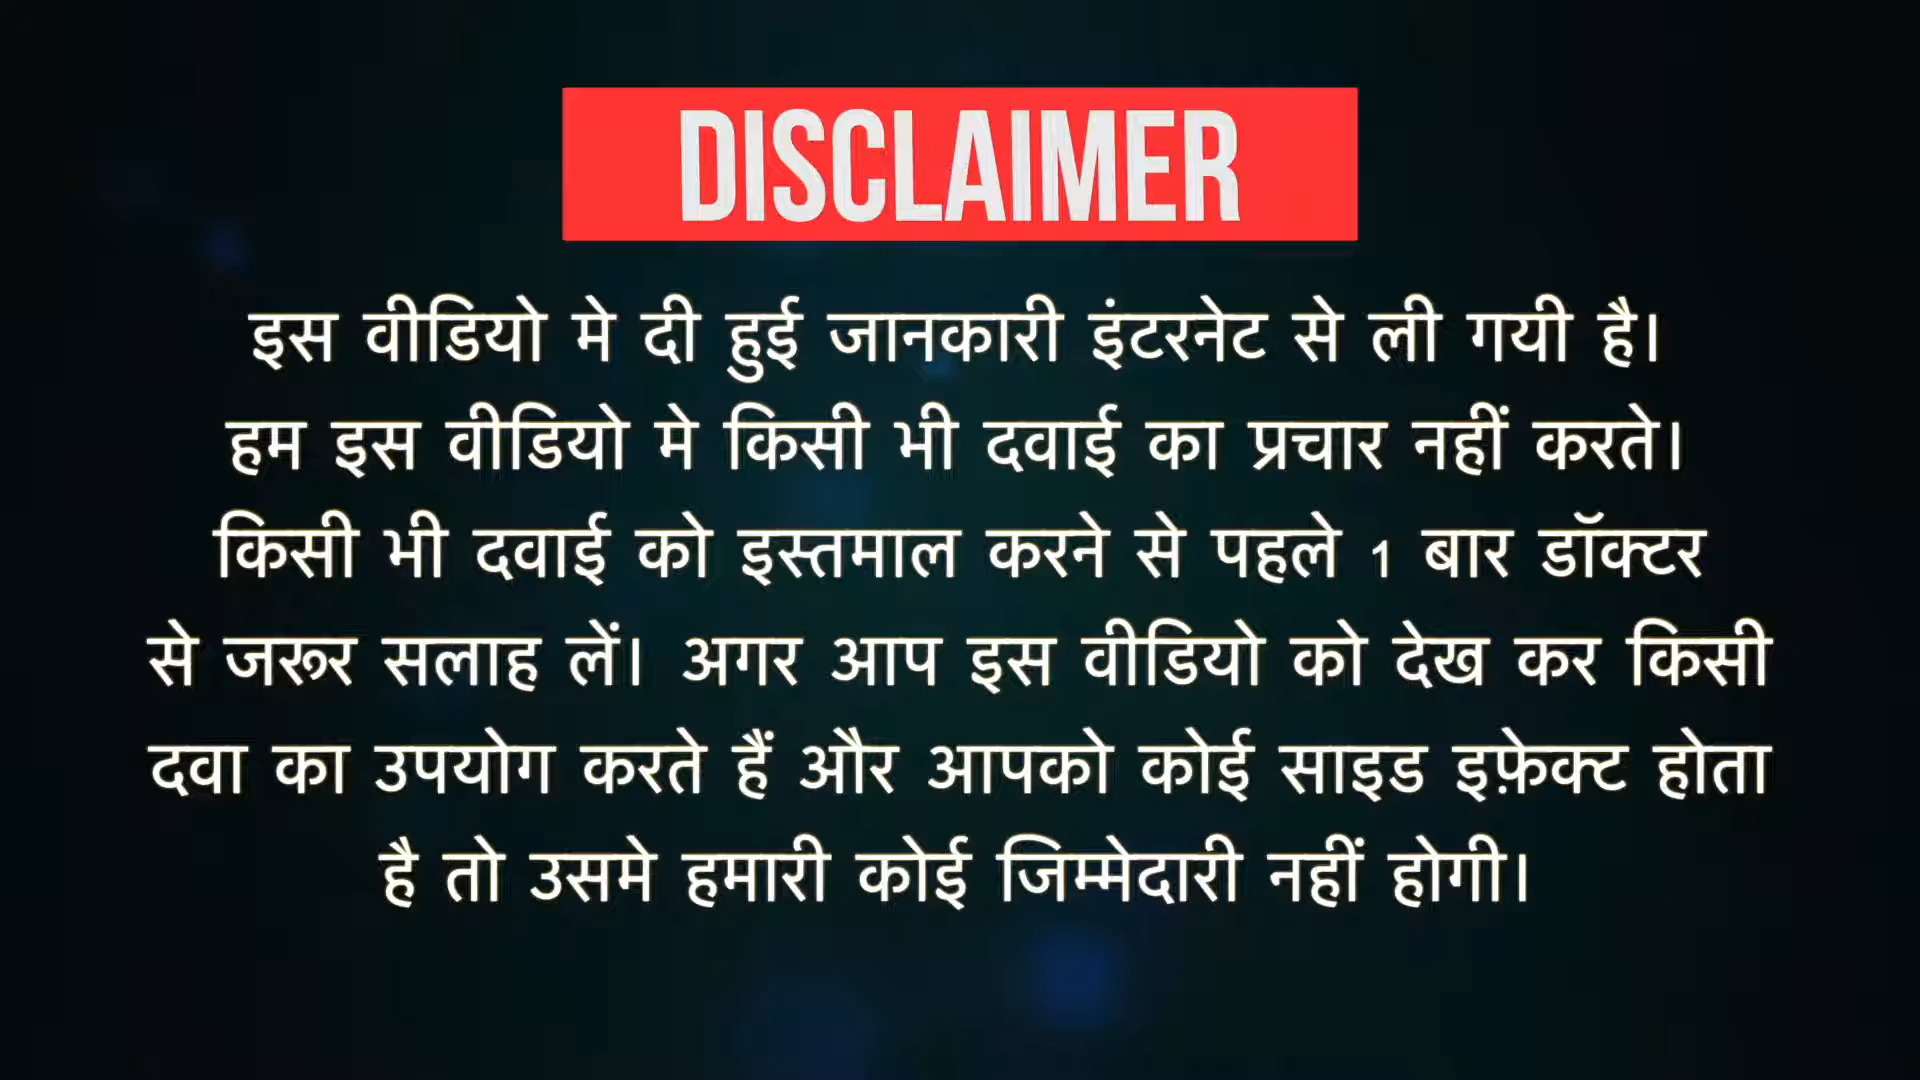 DISCLAIMER
इस वीडियो मे दी हुई जानकारी इंटरनेट से ली गयी है।
हम इस वीडियो मे किसी भी दवाई का प्रचार नहीं करते।
किसी भी दवाई को इस्तमाल करने से पहले 1 बार डॉक्टर
से जरूर सलाह लें। अगर आप इस वीडियो को देख कर किसी
दवा का उपयोग करते हैं और आपको कोई साइड इफ़ेक्ट होता
है तो उसमे हमारी कोई जिम्मेदारी नहीं होगी।